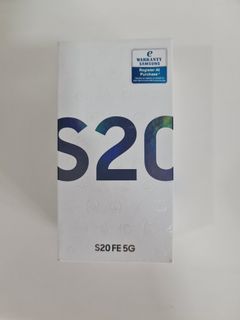 e
WARRANTY
SAMSUNG
Register At
Purchase
S20
S20 FE 5G